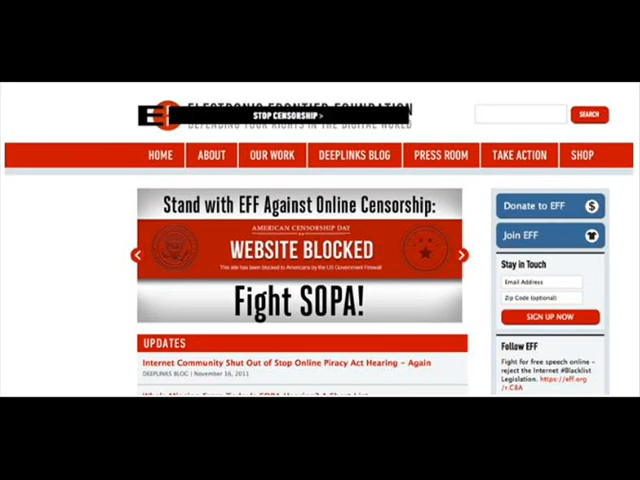 ELECTRONIC FRONTIER FOUNDATION
STOP CENSORSHIP >
DEFENDING YOUR RIGHTS IN THE DIGITAL WORLD
SEARCH
HOME
ABOUT
OUR WORK
DEEPLINKS BLOG
PRESS ROOM
TAKE ACTION
SHOP
Stand with EFF Against Online Censorship:
AMERICAN CENSORSHIP DAY
WEBSITE BLOCKED
This site has been blocked to Americans by the US Government Firewall
Fight SOPA!
UPDATES
Internet Community Shut Out of Stop Online Piracy Act Hearing – Again
DEEPLINKS BLOG | November 16, 2011
Donate to EFF $
Join EFF
Stay in Touch
Email Address
Zip Code (optional)
SIGN UP NOW
Follow EFF
Fight for free speech online -
reject the Internet #Blacklist
Legislation. https://eff.org
/r.C8A